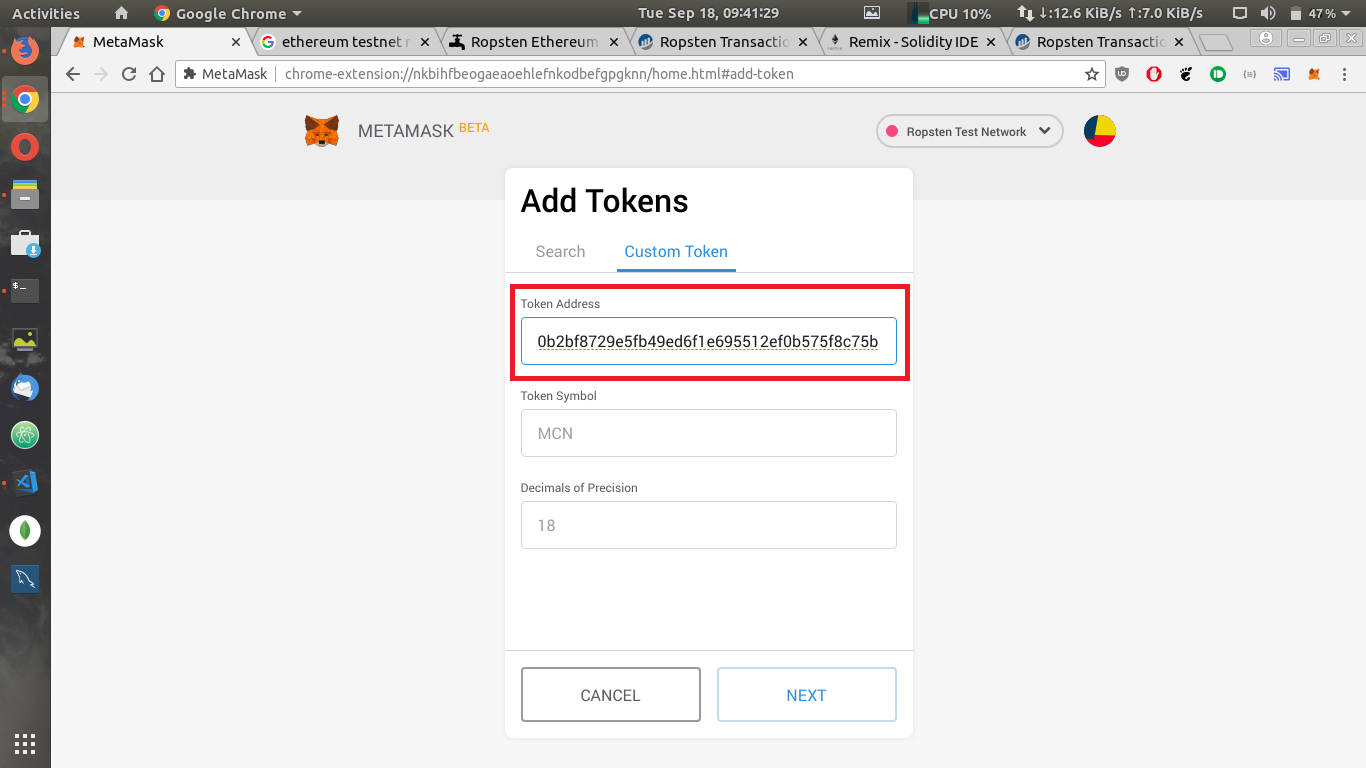 Activities
Google Chrome
Tue Sep 18, 09:41:29
CPU 10%
↓:12.6 KiB/s ↑:7.0 KiB/s
47%
MetaMask
ethereum testnet r
Ropsten Ethereum
Ropsten Transactio
Remix - Solidity IDE
Ropsten Transactio
MetaMask
chrome-extension://nkbihfbeogaeaoehlefnkodbefgpgknn/home.html#add-token
METAMASK BETA
Ropsten Test Network
Add Tokens
Search
Custom Token
Token Address
0b2bf8729e5fb49ed6f1e695512ef0b575f8c75b
Token Symbol
MCN
Decimals of Precision
18
CANCEL
NEXT